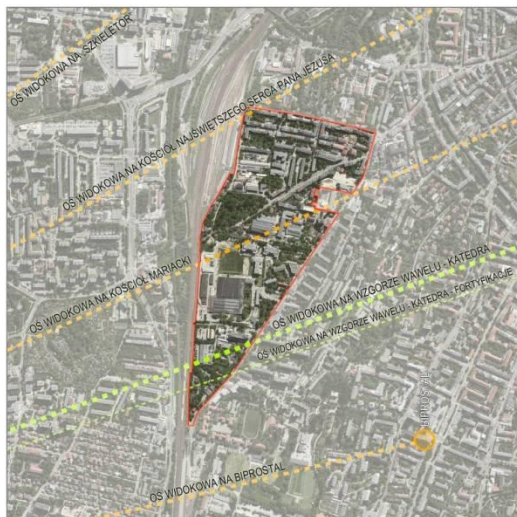 OŚ WIDOKOWA NA SZKIELETOR
OŚ WIDOKOWA NA KOŚCIÓŁ NAJŚWIĘTSZEGO SERCA PANA JEZUSA
OŚ WIDOKOWA NA KOŚCIÓŁ MARIACKI
OŚ WIDOKOWA NA WZGÓRZE WAWELU - KATEDRA
OŚ WIDOKOWA NA WZGÓRZE WAWELU - KATEDRA - FORTYFIKACJE
BIPROSTAL
OŚ WIDOKOWA NA BIPROSTAL